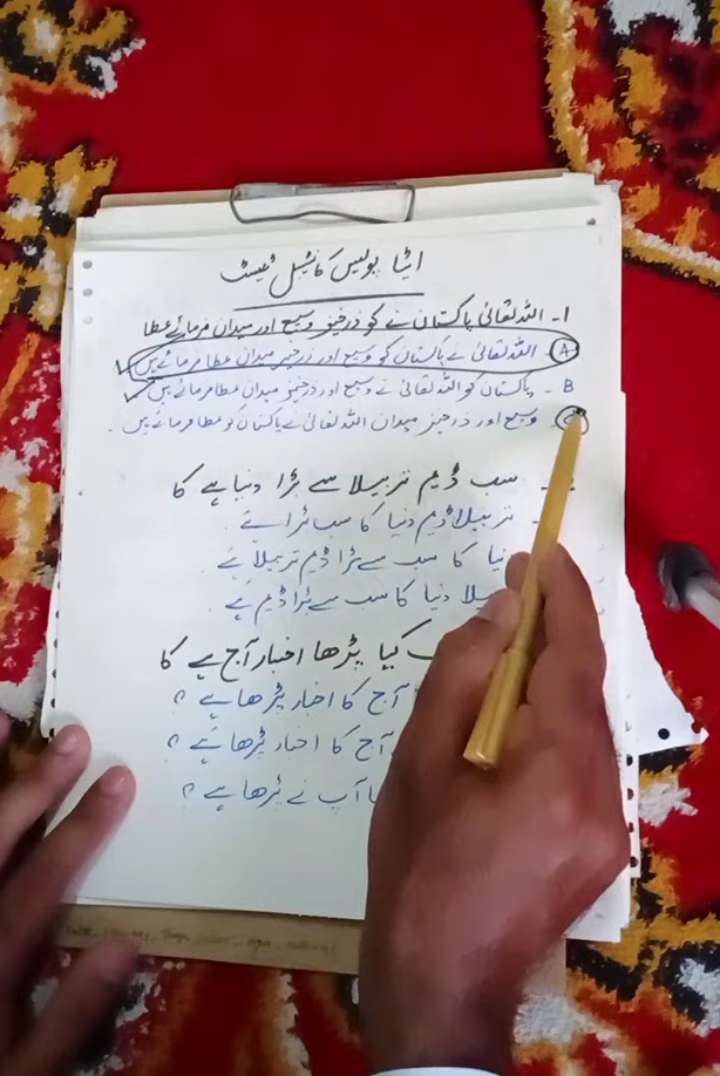 ایٹا پولیس کانٹیبل ٹیسٹ
1- اللہ تعالیٰ پاکستان نے کو زرخیز وسیع اور میدان فرمائے عطا
A اللہ تعالیٰ نے پاکستان کو وسیع اور زرخیز میدان عطا فرمائے ہیں
B - پاکستان کو اللہ تعالیٰ نے وسیع اور زرخیز میدان عطا فرمائے ہیں
وسیع اور زرخیز میدان اللہ تعالیٰ نے پاکستان کو عطا فرمائے ہیں
سب ڈیم تربیلا سے بڑا دنیا ہے کا
تربیلا ڈیم دنیا کا سب بڑا ہے
کا سب سے بڑا ڈیم تربیلا ہے
دنیا کا سب سے بڑا ڈیم ہے
کیا پڑھا اخبار آج ہے کا
آج کا اخبار پڑھا ہے ؟
آج کا اخبار پڑھا ہے ؟
آپ نے پڑھا ہے ؟